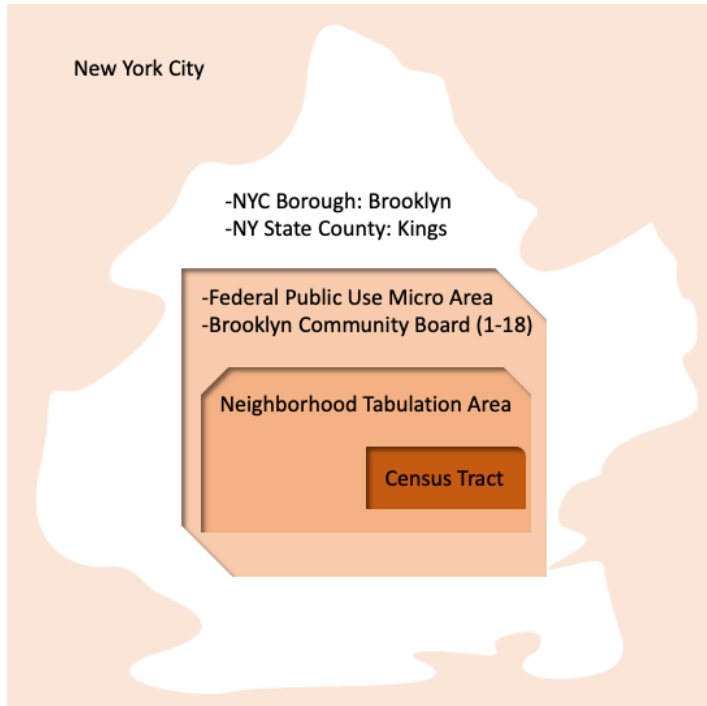 New York City
-NYC Borough: Brooklyn
-NY State County: Kings
-Federal Public Use Micro Area
-Brooklyn Community Board (1-18)
Neighborhood Tabulation Area
Census Tract